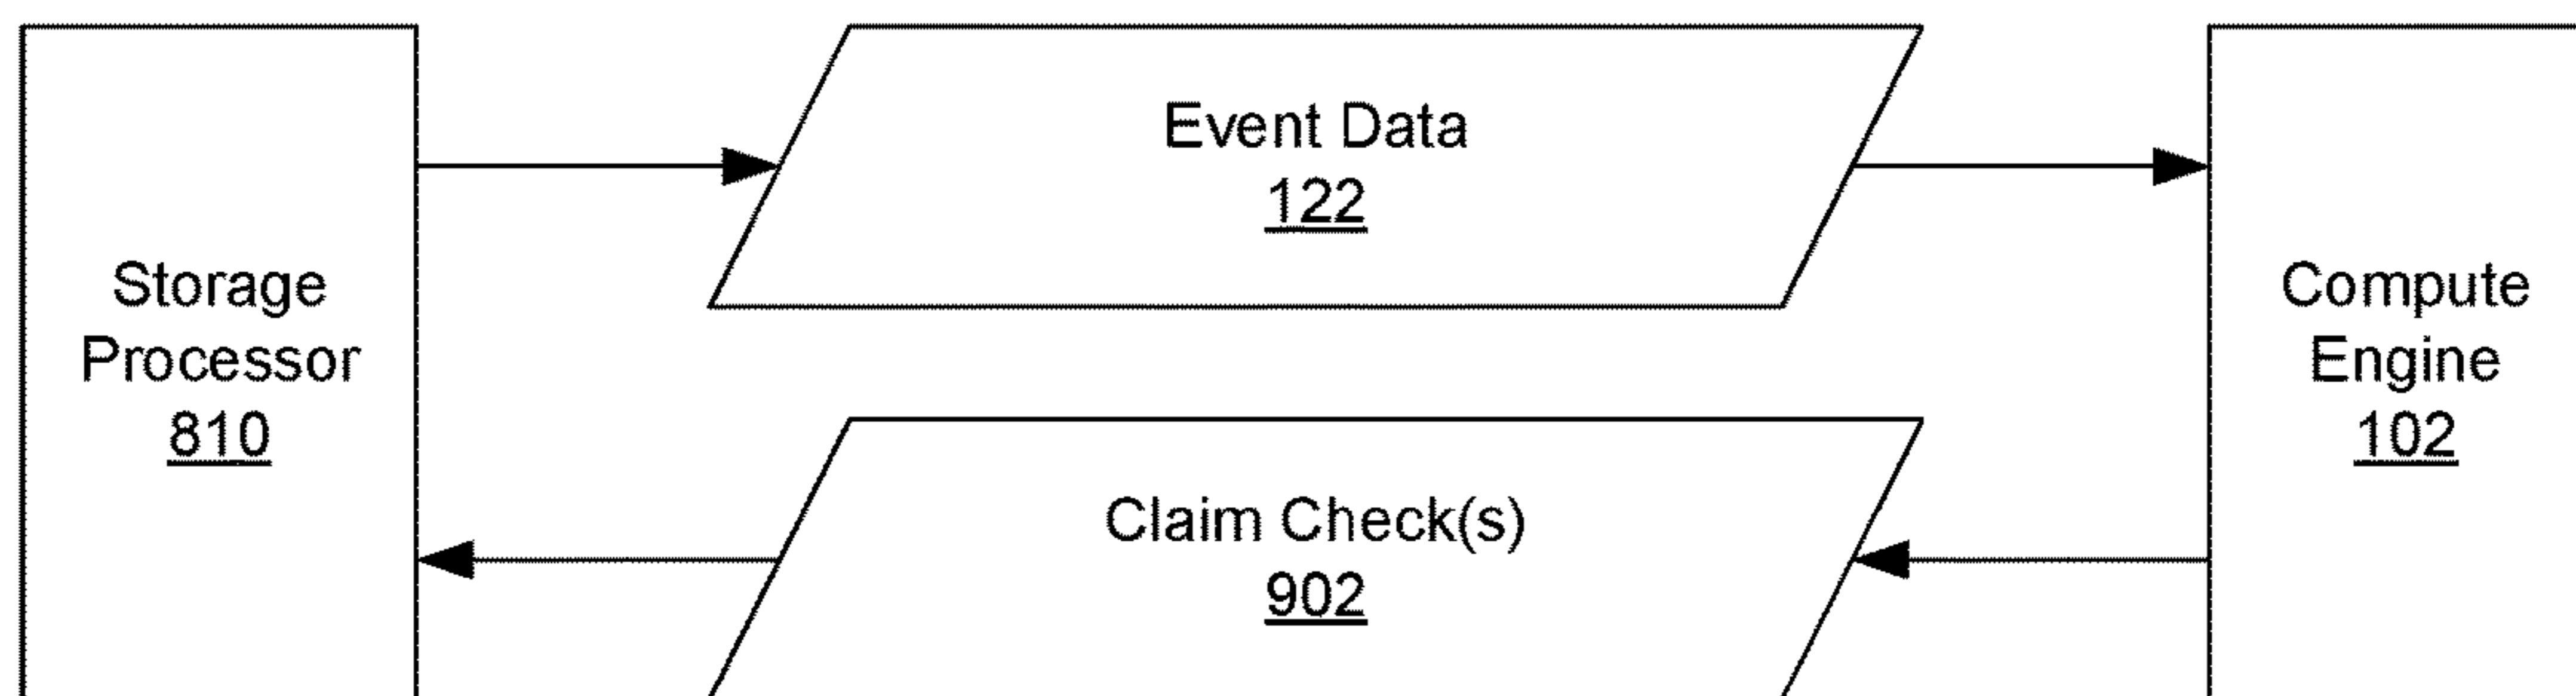 Storage
Processor
810
Event Data
122
Claim Check(s)
902
Compute
Engine
102